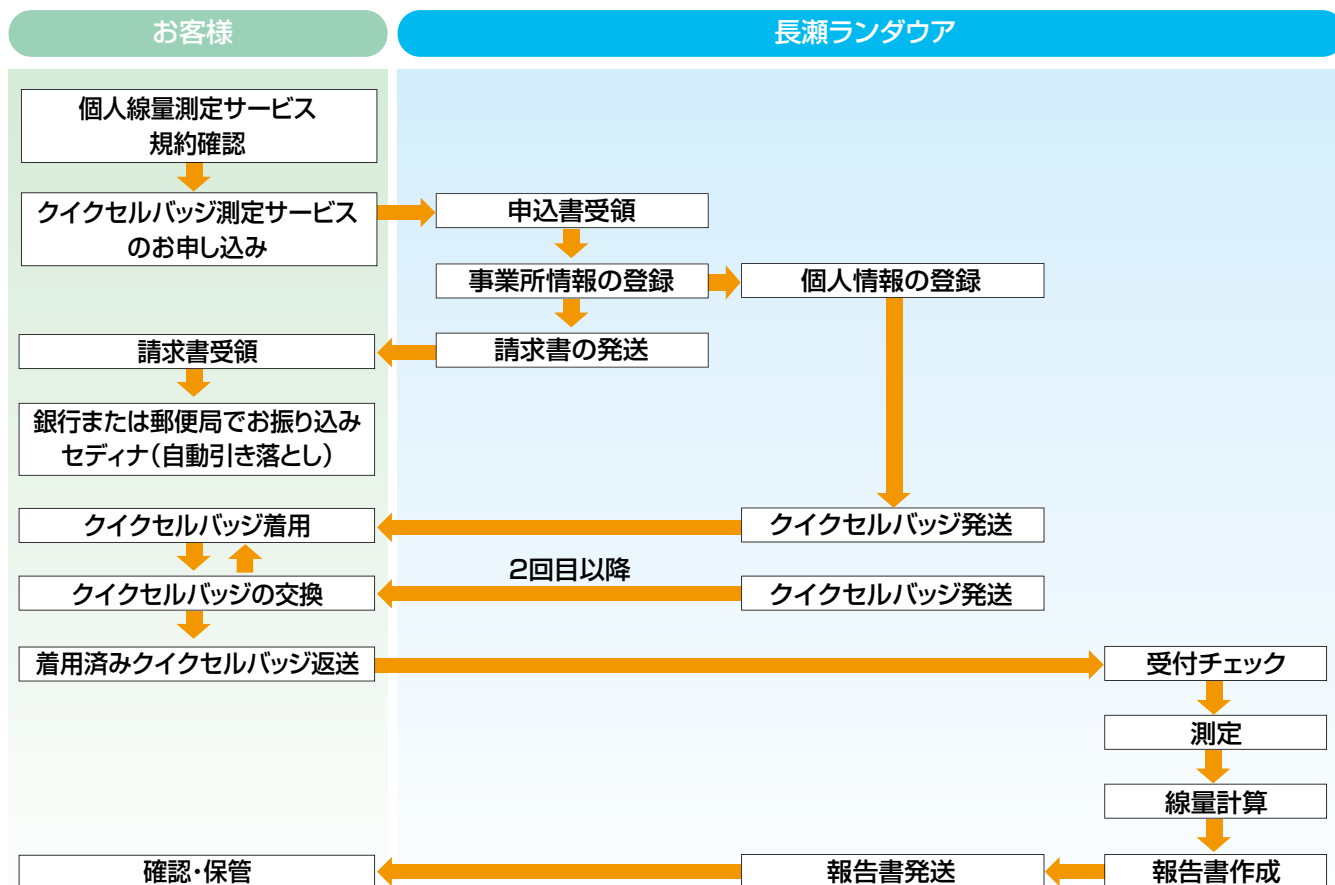 お客様
長瀬ランダウア
個人線量測定サービス
規約確認
クイクセルバッジ測定サービス
のお申し込み
申込書受領
事業所情報の登録
個人情報の登録
請求書受領
請求書の発送
銀行または郵便局でお振り込み
セディナ(自動引き落とし)
クイクセルバッジ着用
クイクセルバッジ発送
2回目以降
クイクセルバッジの交換
クイクセルバッジ発送
着用済みクイクセルバッジ返送
受付チェック
測定
線量計算
確認・保管
報告書発送
報告書作成